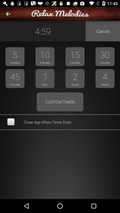 11:43
Relax Melodies
4:59
Cancel
5 minutes 10 minutes 15 minutes 30 minutes
45 minutes 1 hour 2 hours 4 hours
CUSTOM TIMER
Close App When Timer Ends